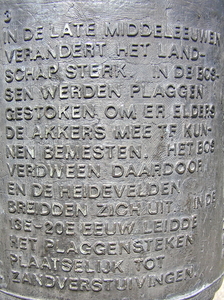 3
IN DE LATE MIDDELEEUWEN
VERANDERT HET LAND-
SCHAP STERK. IN DE BOS
SEN WERDEN PLAGGEN
GESTOKEN OM ER ELDERS
DE AKKERS MEE TE KUN-
NEN BEMESTEN. HET BOS
VERDWEEN DAARDOOR
EN DE HEIDEVELDEN
BREIDDEN ZICH UIT. IN DE
13E-20E EEUW LEIDDE
HET PLAGGENSTEKEN
PLAATSELIJK TOT
ZANDVERSTUIVINGEN.